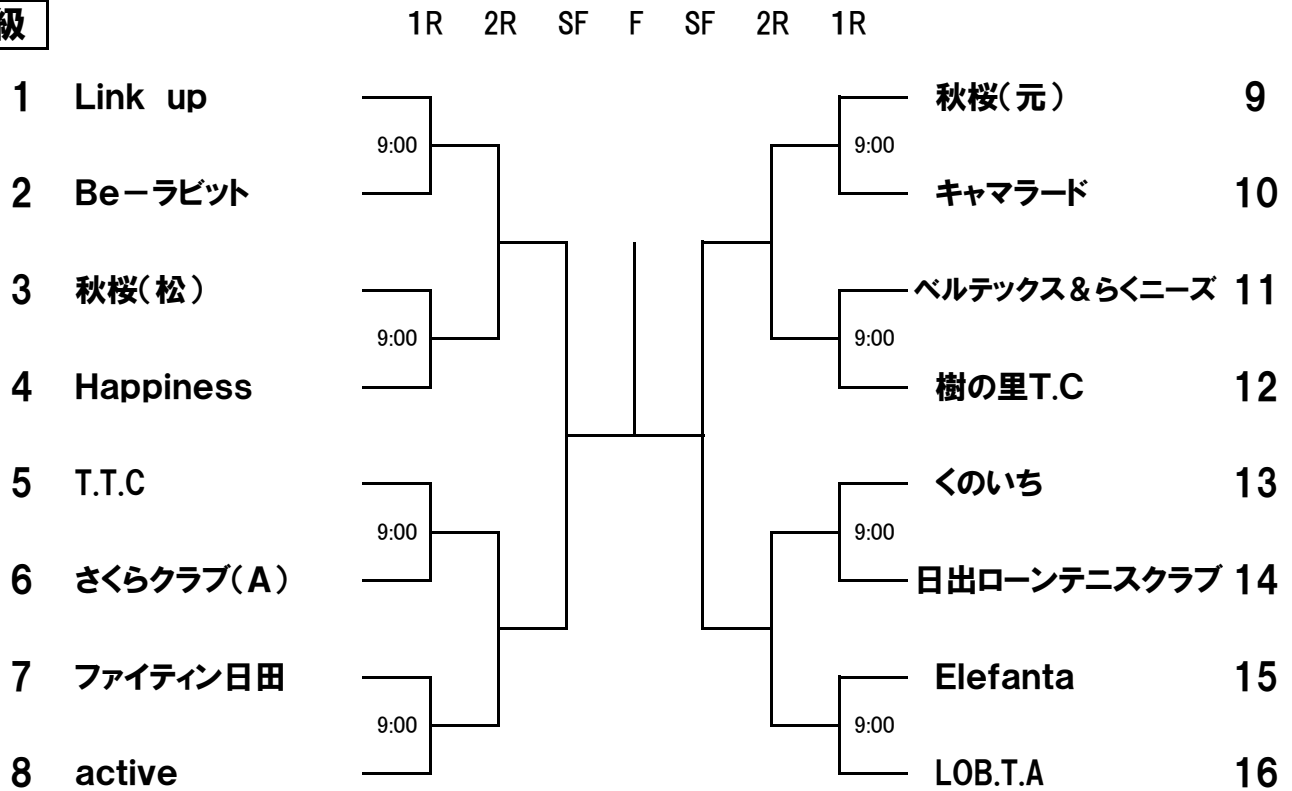 級
1R 2R SF F SF 2R 1R
1 Link up 秋桜(元) 9
9:00 9:00
2 Be－ラビット キャマラード 10
3 秋桜(松) ベルテックス＆らくニーズ 11
9:00 9:00
4 Happiness 樹の里T.C 12
5 T.T.C くのいち 13
9:00 9:00
6 さくらクラブ(A) 日出ローンテニスクラブ 14
7 ファイティン日田 Elefanta 15
9:00 9:00
8 active LOB.T.A 16